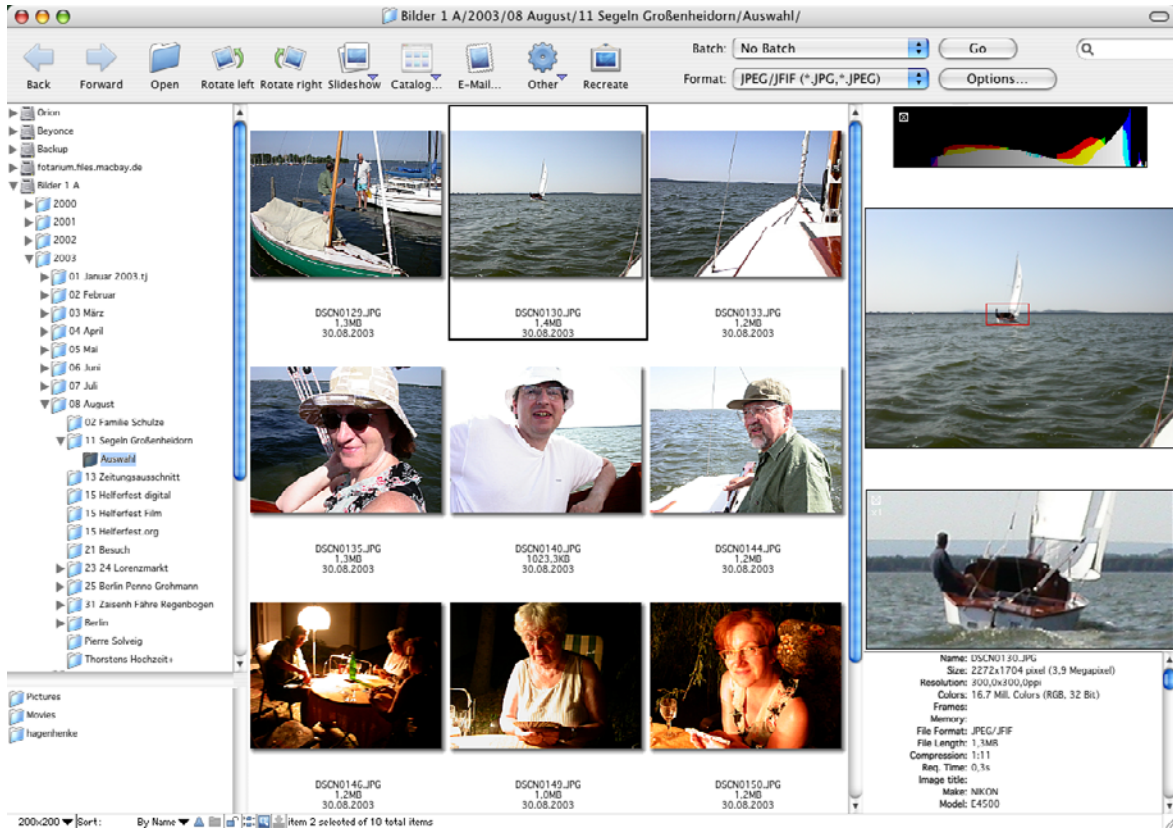 Bilder 1 A/2003/08 August/11 Segeln Großenheidorn/Auswahl/
Back
Forward
Open
Rotate left
Rotate right
Slideshow
Catalog...
E-Mail...
Other
Recreate
Batch: No Batch
Go
Format: JPEG/JFIF (*.JPG,*.JPEG)
Options...
Orion
Beyonce
Backup
fotarium.files.macbay.de
Bilder 1 A
2000
2001
2002
2003
01 Januar 2003.tj
02 Februar
03 März
04 April
05 Mai
06 Juni
07 Juli
08 August
02 Familie Schulze
11 Segeln Großenheidorn
Auswahl
13 Zeitungsausschnitt
15 Helferfest digital
15 Helferfest Film
15 Helferfest.org
21 Besuch
23 24 Lorenzmarkt
25 Berlin Penno Grohmann
31 Zaisenh Fähre Regenbogen
Berlin
Pierre Solveig
Thorstens Hochzeit+
Pictures
Movies
hagenhenke
DSCN0129.JPG
1,3MB
30.08.2003
DSCN0130.JPG
1,4MB
30.08.2003
DSCN0133.JPG
1,2MB
30.08.2003
DSCN0135.JPG
1,3MB
30.08.2003
DSCN0140.JPG
1023,3KB
30.08.2003
DSCN0144.JPG
1,2MB
30.08.2003
DSCN0146.JPG
1,2MB
30.08.2003
DSCN0149.JPG
1,0MB
30.08.2003
DSCN0150.JPG
1,2MB
30.08.2003
x1
Name: DSCN0130.JPG
Size: 2272x1704 pixel (3,9 Megapixel)
Resolution: 300,0x300,0ppi
Colors: 16.7 Mill. Colors (RGB, 32 Bit)
Frames:
Memory:
File Format: JPEG/JFIF
File Length: 1,3MB
Compression: 1:11
Req. Time: 0,3s
Image title:
Make: NIKON
Model: E4500
200x200 Sort: By Name item 2 selected of 10 total items